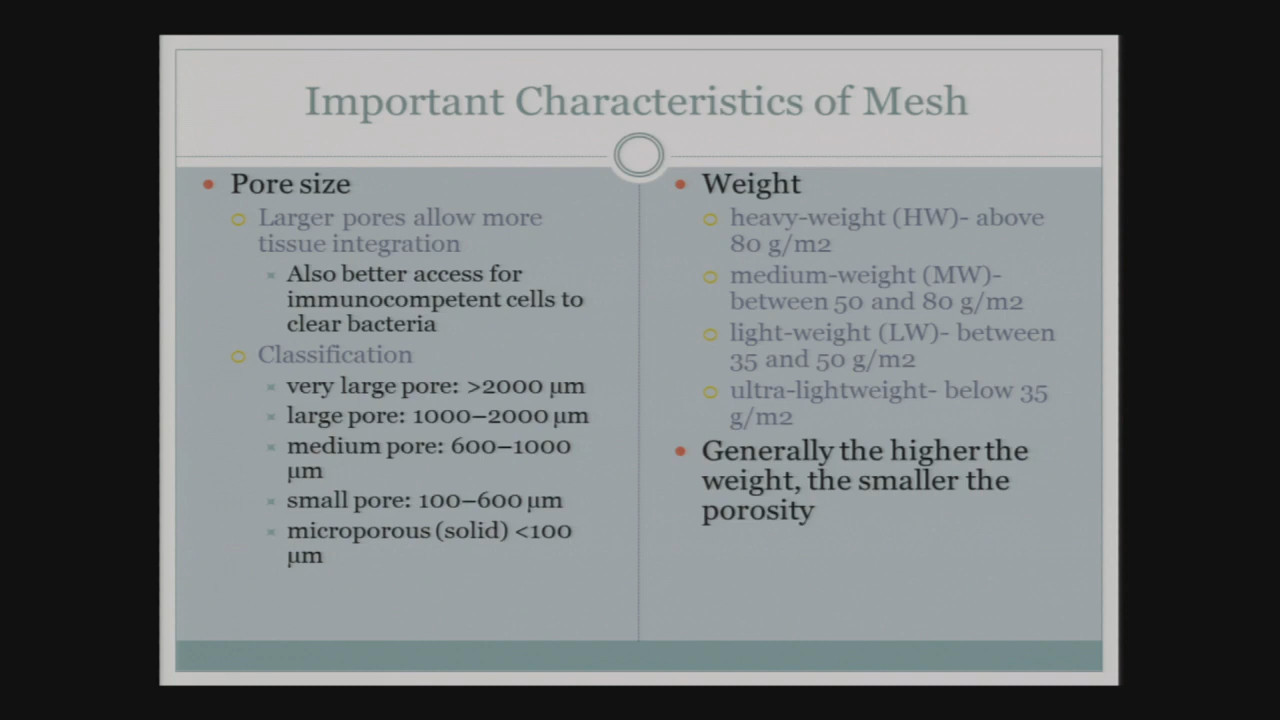 Important Characteristics of Mesh
Pore size
Larger pores allow more
tissue integration
Also better access for
immunocompetent cells to
clear bacteria
Classification
very large pore: >2000 µm
large pore: 1000–2000 µm
medium pore: 600–1000
µm
small pore: 100–600 µm
microporous (solid) <100
µm
Weight
heavy-weight (HW)- above
80 g/m2
medium-weight (MW)-
between 50 and 80 g/m2
light-weight (LW)- between
35 and 50 g/m2
ultra-lightweight- below 35
g/m2
Generally the higher the
weight, the smaller the
porosity